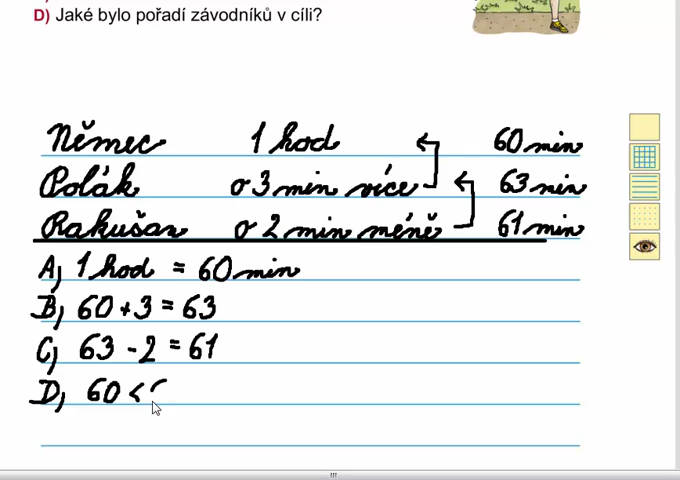 D) Jaké bylo pořadí závodníků v cíli?
Němec 1 hod 60 min
Polák o 3 min více 63 min
Rakušan o 2 min méně 61 min
A) 1 hod = 60 min
B) 60 + 3 = 63
C) 63 - 2 = 61
D) 60 <